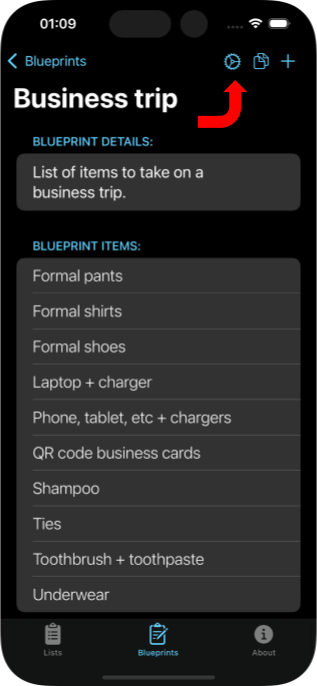 01:09
Blueprints
Business trip
BLUEPRINT DETAILS:
List of items to take on a
business trip.
BLUEPRINT ITEMS:
Formal pants
Formal shirts
Formal shoes
Laptop + charger
Phone, tablet, etc + chargers
QR code business cards
Shampoo
Ties
Toothbrush + toothpaste
Underwear
Lists
Blueprints
About